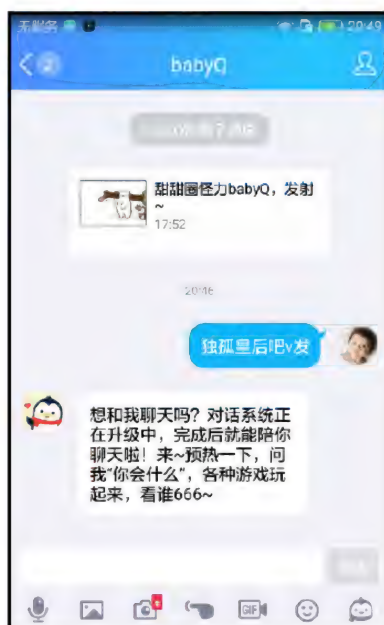 无服务
20:49
babyQ
甜甜圈怪力babyQ，发射
~
17:52
20:46
独孤皇后吧v发
想和我聊天吗？对话系统正
在升级中，完成后就能陪你
聊天啦！来~预热一下，问
我“你会什么”，各种游戏玩
起来，看谁666~
GIF